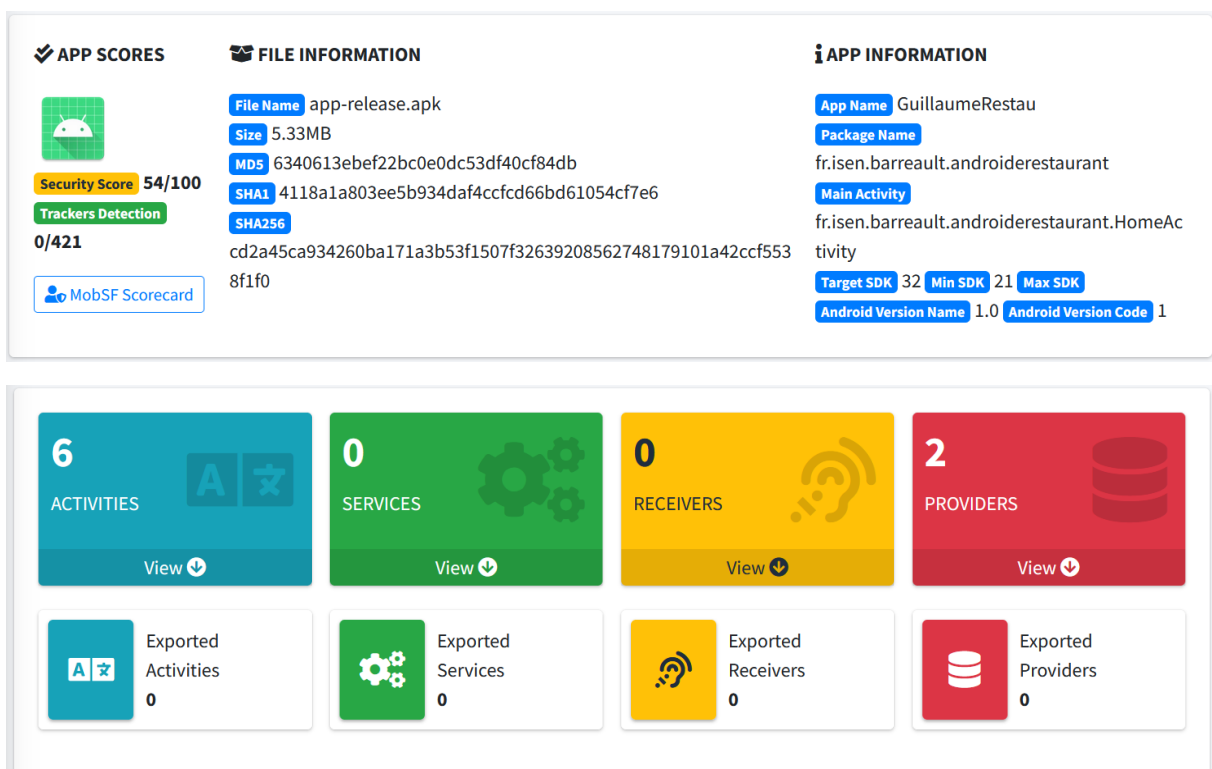 APP SCORES
Security Score 54/100
Trackers Detection
0/421
MobSF Scorecard
FILE INFORMATION
File Name app-release.apk
Size 5.33MB
MD5 6340613ebef22bc0e0dc53df40cf84db
SHA1 4118a1a803ee5b934daf4ccfcd66bd61054cf7e6
SHA256
cd2a45ca934260ba171a3b53f1507f32639208562748179101a42ccf553
8f1f0
APP INFORMATION
App Name GuillaumeRestau
Package Name
fr.isen.barreault.androiderestaurant
Main Activity
fr.isen.barreault.androiderestaurant.HomeAc
tivity
Target SDK 32 Min SDK 21 Max SDK
Android Version Name 1.0 Android Version Code 1
6
ACTIVITIES
View
0
SERVICES
View
0
RECEIVERS
View
2
PROVIDERS
View
Exported
Activities
0
Exported
Services
0
Exported
Receivers
0
Exported
Providers
0